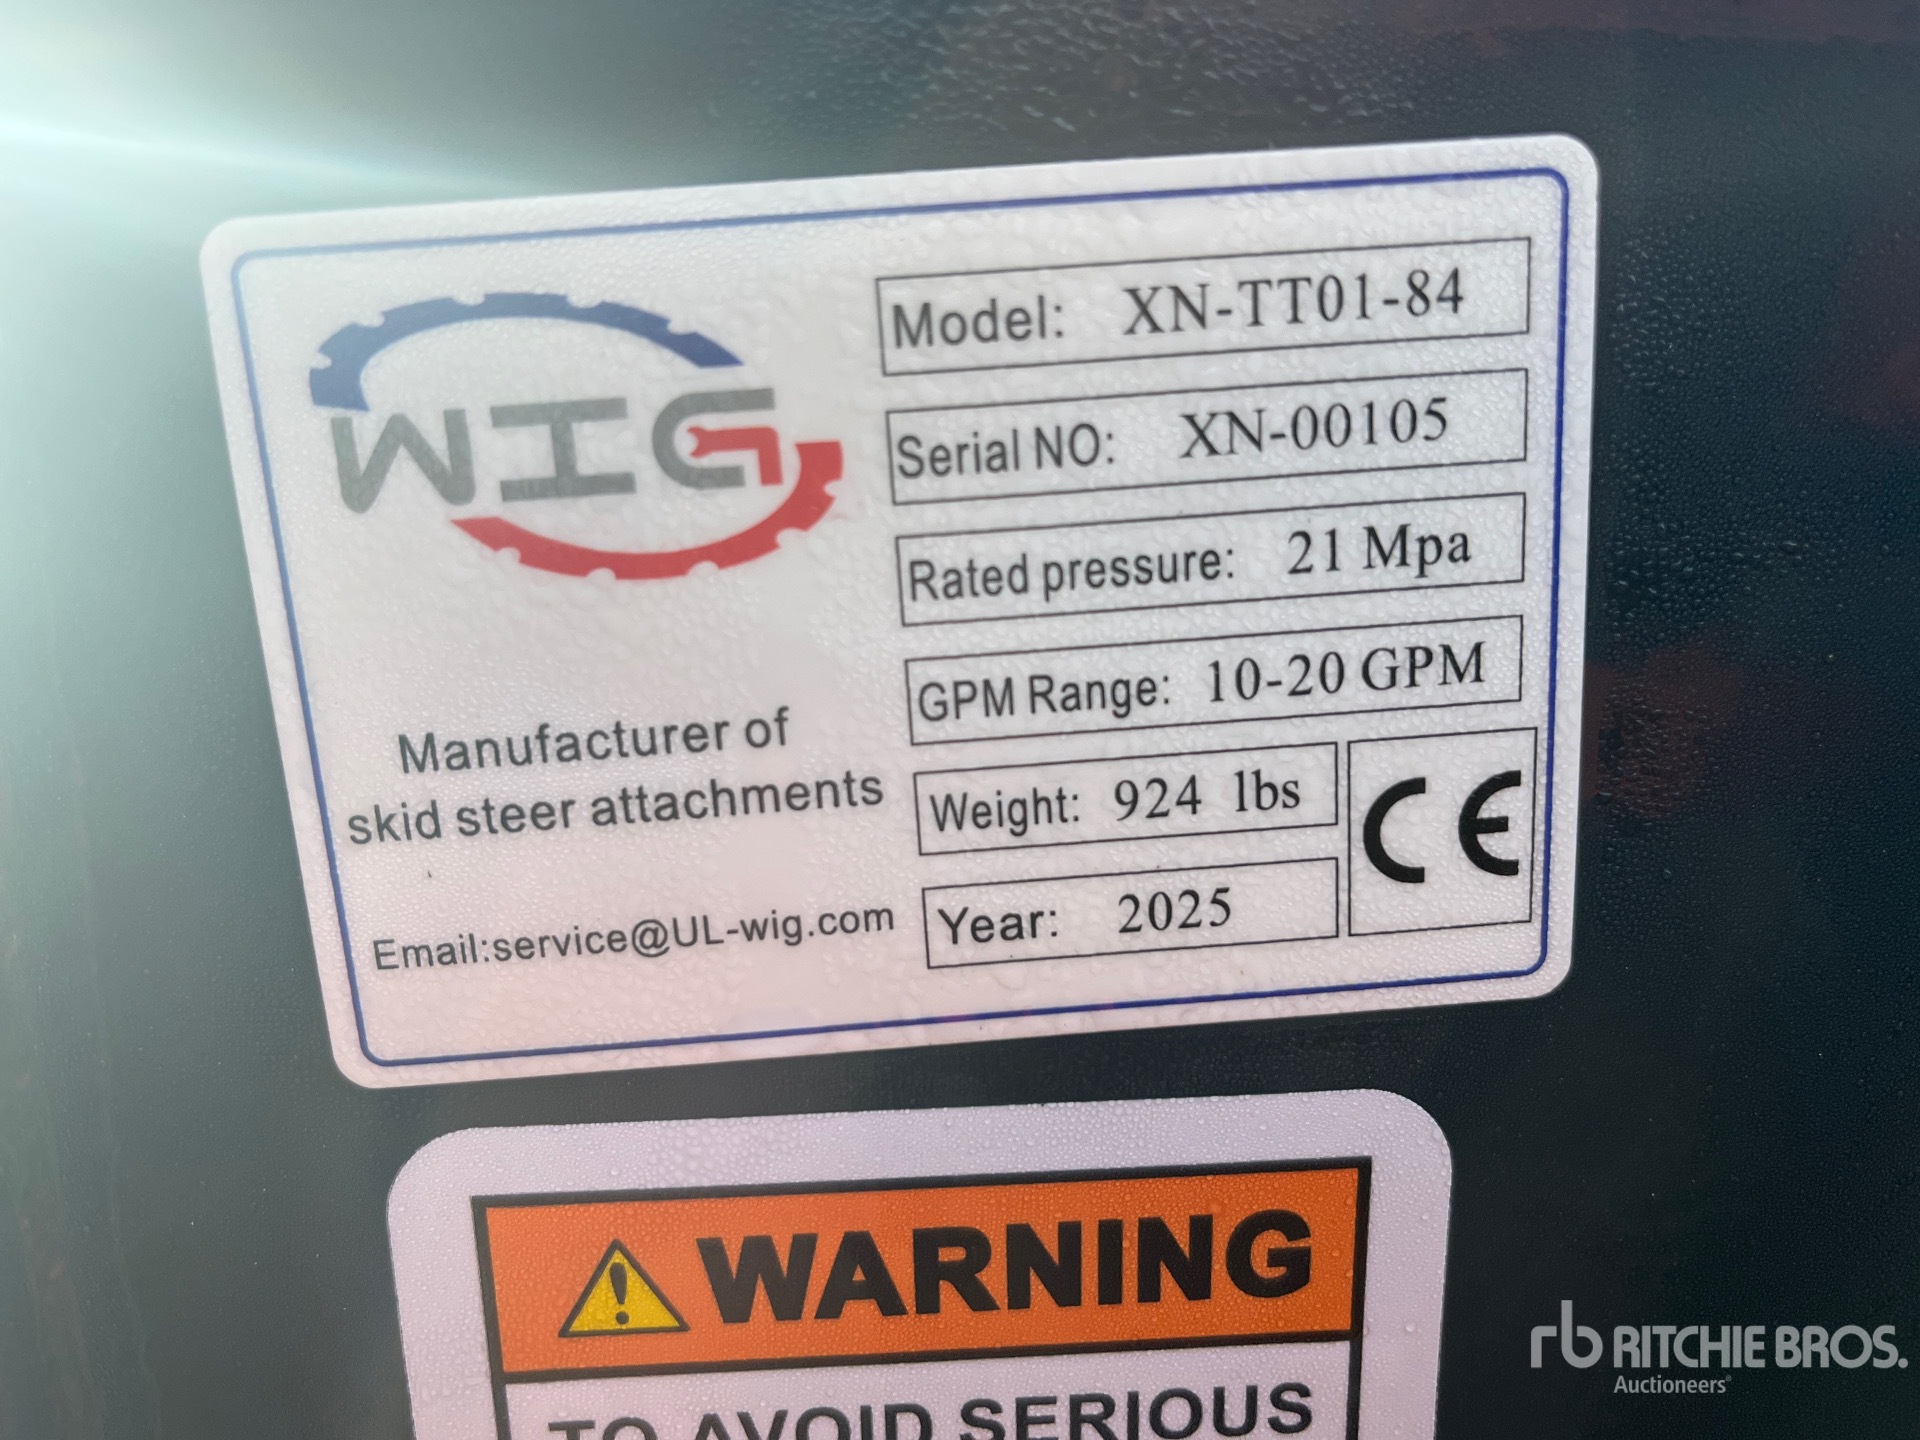 WIG
Manufacturer of
skid steer attachments
Email:service@UL-wig.com
Model: XN-TT01-84
Serial NO: XN-00105
Rated pressure: 21 Mpa
GPM Range: 10-20 GPM
Weight: 924 lbs
Year: 2025
CE
WARNING
TO AVOID SERIOUS
rb RITCHIE BROS.
Auctioneers®